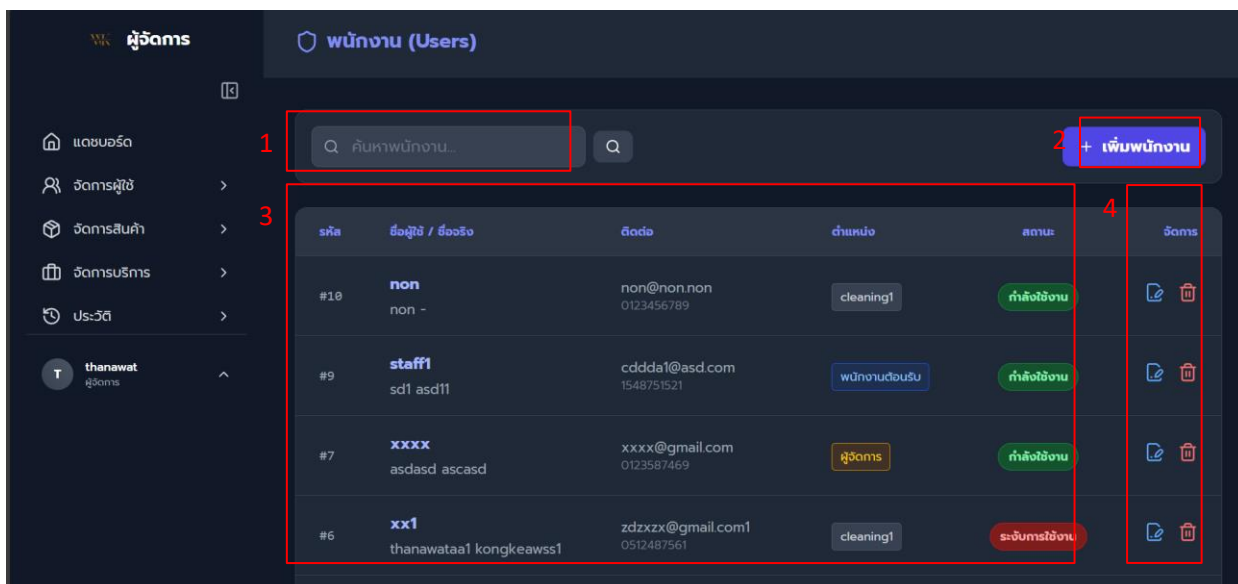 WK ผู้จัดการ
พนักงาน (Users)
แดชบอร์ด
จัดการผู้ใช้
จัดการสินค้า
จัดการบริการ
ประวัติ
T thanawat
ผู้จัดการ
1 ค้นหาพนักงาน...
2 + เพิ่มพนักงาน
3
4
รหัส ชื่อผู้ใช้ / ชื่อจริง ติดต่อ ตำแหน่ง สถานะ จัดการ
#10 non non@non.non cleaning1 กำลังใช้งาน
non - 0123456789
#9 staff1 cddda1@asd.com พนักงานต้อนรับ กำลังใช้งาน
sd1 asd11 1548751521
#7 xxxx xxxx@gmail.com ผู้จัดการ กำลังใช้งาน
asdasd ascasd 0123587469
#6 xx1 zdzxzx@gmail.com1 cleaning1 ระงับการใช้งาน
thanawataa1 kongkeawss1 0512487561